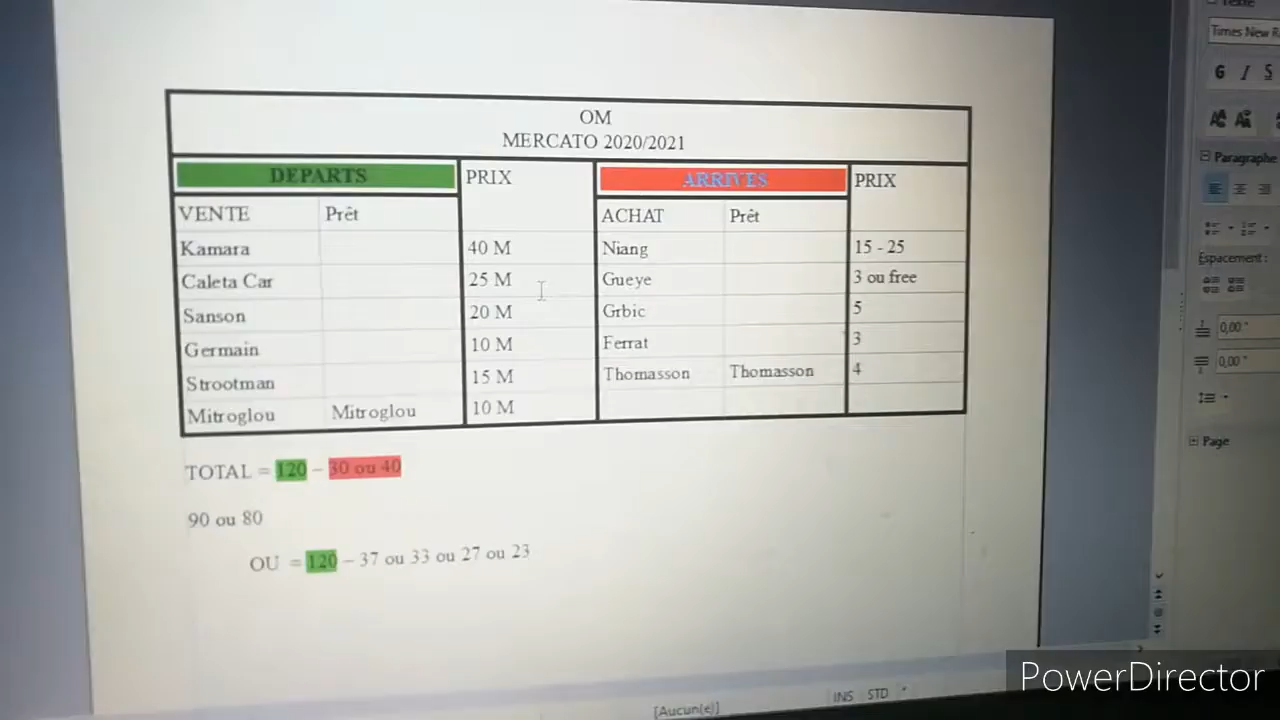 OM
MERCATO 2020/2021
DEPARTS PRIX ARRIVES PRIX
VENTE Prêt ACHAT Prêt
Kamara 40 M Niang 15 - 25
Caleta Car 25 M Gueye 3 ou free
Sanson 20 M Grbic 5
Germain 10 M Ferrat 3
Strootman 15 M Thomasson Thomasson 4
Mitroglou Mitroglou 10 M
TOTAL = 120 – 30 ou 40
90 ou 80
OU = 120 – 37 ou 33 ou 27 ou 23
Texte
Times New
G I S
Paragraphe
Espacement :
0,00 "
0,00 "
Page
[Aucun(e)] INS STD *
PowerDirector